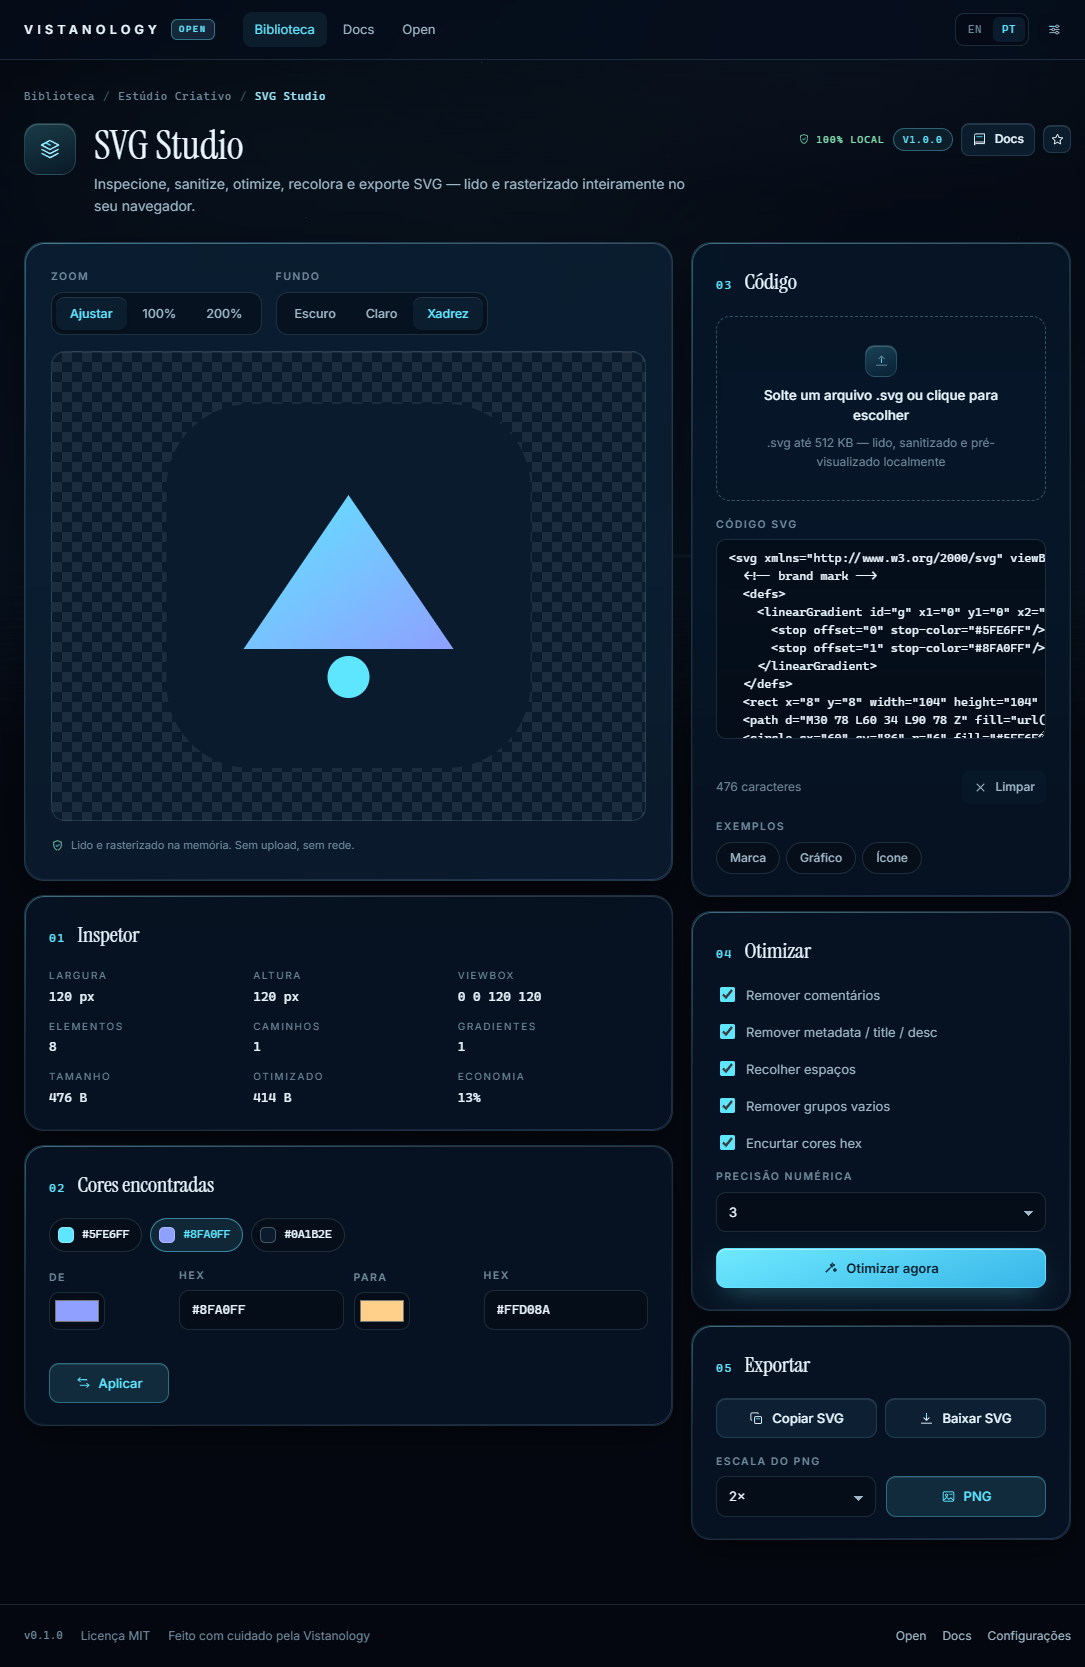 VISTANOLOGY OPEN Biblioteca Docs Open EN PT
Biblioteca / Estúdio Criativo / SVG Studio
SVG Studio
100% LOCAL V1.0.0 Docs
Inspecione, sanitize, otimize, recolora e exporte SVG — lido e rasterizado inteiramente no
seu navegador.
ZOOM FUNDO
Ajustar 100% 200% Escuro Claro Xadrez
Lido e rasterizado na memória. Sem upload, sem rede.
01 Inspetor
LARGURA ALTURA VIEWBOX
120 px 120 px 0 0 120 120
ELEMENTOS CAMINHOS GRADIENTES
8 1 1
TAMANHO OTIMIZADO ECONOMIA
476 B 414 B 13%
02 Cores encontradas
#5FE6FF #8FA0FF #0A1B2E
DE HEX PARA HEX
#8FA0FF #FFD08A
Aplicar
03 Código
Solte um arquivo .svg ou clique para
escolher
.svg até 512 KB — lido, sanitizado e pré-
visualizado localmente
CÓDIGO SVG
<svg xmlns="http://www.w3.org/2000/svg" viewB
<!-- brand mark -->
<defs>
<linearGradient id="g" x1="0" y1="0" x2="
<stop offset="0" stop-color="#5FE6FF"/>
<stop offset="1" stop-color="#8FA0FF"/>
</linearGradient>
</defs>
<rect x="8" y="8" width="104" height="104"
<path d="M30 78 L60 34 L90 78 Z" fill="url(
<circle cx="60" cy="86" r="6" fill="#5FE6F
476 caracteres Limpar
EXEMPLOS
Marca Gráfico Ícone
04 Otimizar
Remover comentários
Remover metadata / title / desc
Recolher espaços
Remover grupos vazios
Encurtar cores hex
PRECISÃO NUMÉRICA
3
Otimizar agora
05 Exportar
Copiar SVG Baixar SVG
ESCALA DO PNG
2× PNG
v0.1.0 Licença MIT Feito com cuidado pela Vistanology Open Docs Configurações